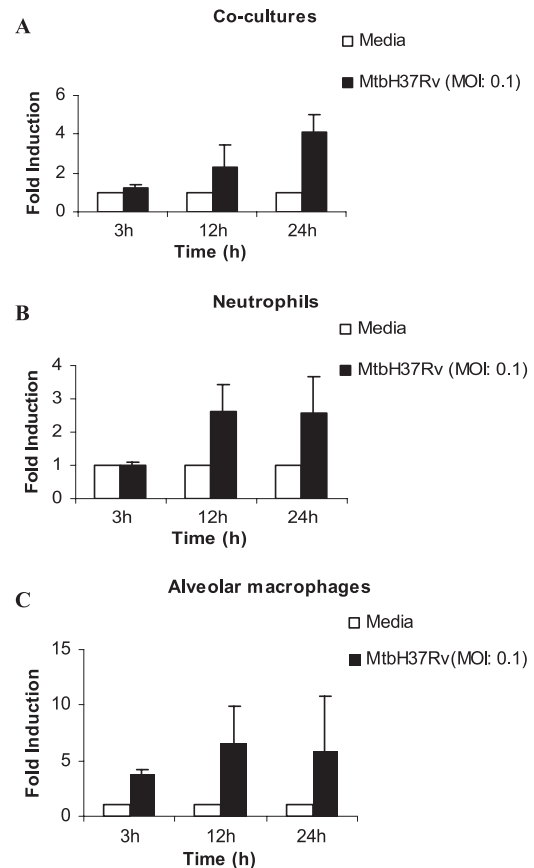 A
Co-cultures
Media
MtbH37Rv (MOI: 0.1)
Fold Induction
6
4
2
0
3h 12h 24h
Time (h)
B
Neutrophils
Media
MtbH37Rv (MOI: 0.1)
Fold Induction
4
3
2
1
0
3h 12h 24h
Time (h)
C
Alveolar macrophages
Media
MtbH37Rv(MOI: 0.1)
Fold Induction
15
10
5
0
3h 12h 24h
Time (h)